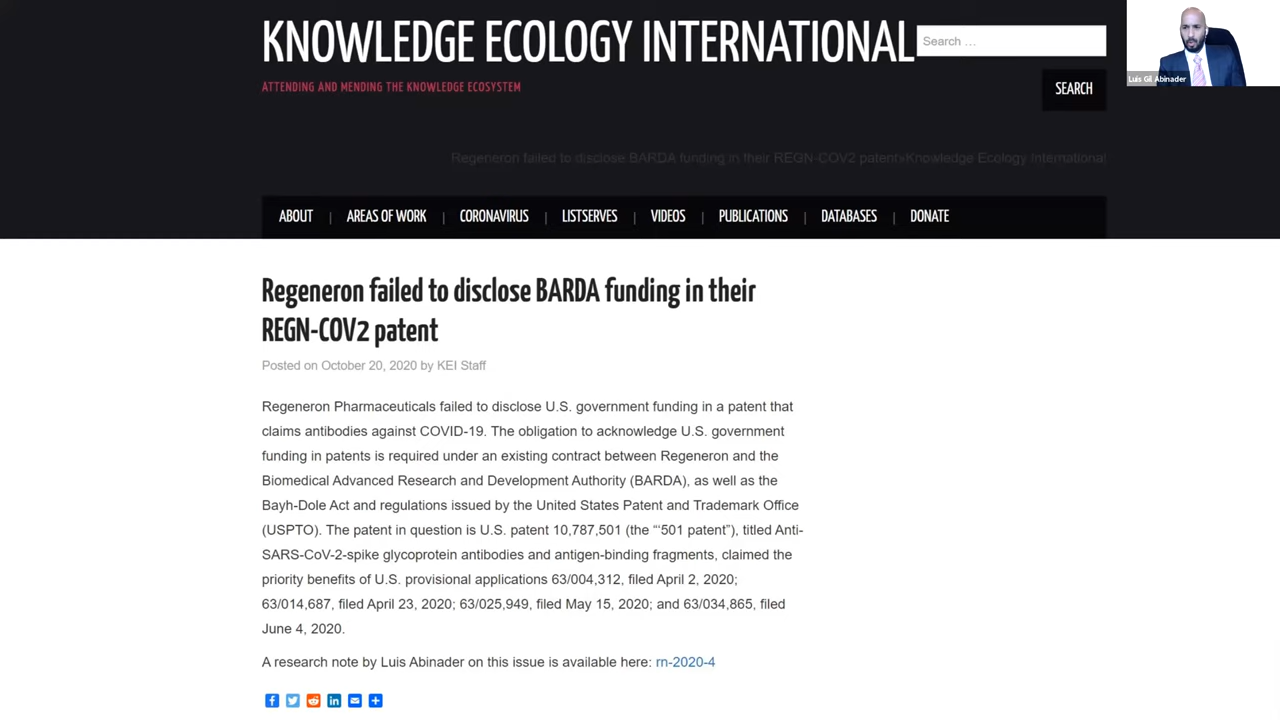 KNOWLEDGE ECOLOGY INTERNATIONAL
Search ...
ATTENDING AND MENDING THE KNOWLEDGE ECOSYSTEM
SEARCH
Luis Gil Abinader
Regeneron failed to disclose BARDA funding in their REGN-COV2 patent»Knowledge Ecology International
ABOUT | AREAS OF WORK | CORONAVIRUS | LISTSERVES | VIDEOS | PUBLICATIONS | DATABASES | DONATE
Regeneron failed to disclose BARDA funding in their
REGN-COV2 patent
Posted on October 20, 2020 by KEI Staff
Regeneron Pharmaceuticals failed to disclose U.S. government funding in a patent that
claims antibodies against COVID-19. The obligation to acknowledge U.S. government
funding in patents is required under an existing contract between Regeneron and the
Biomedical Advanced Research and Development Authority (BARDA), as well as the
Bayh-Dole Act and regulations issued by the United States Patent and Trademark Office
(USPTO). The patent in question is U.S. patent 10,787,501 (the “‘501 patent”), titled Anti-
SARS-CoV-2-spike glycoprotein antibodies and antigen-binding fragments, claimed the
priority benefits of U.S. provisional applications 63/004,312, filed April 2, 2020;
63/014,687, filed April 23, 2020; 63/025,949, filed May 15, 2020; and 63/034,865, filed
June 4, 2020.
A research note by Luis Abinader on this issue is available here: rn-2020-4